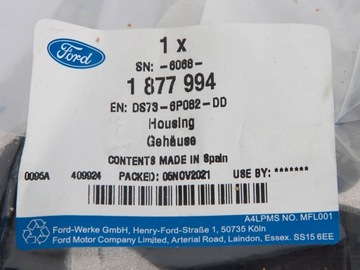 Ford
1 x
SN: -6068-
1 877 994
EN: DS73-6P082-DD
Housing
Gehäuse
CONTENTS MADE IN Spain
0095A 409924 PACKED: 05NOV2021 USE BY:*******
A4LPMS NO. MFL001
Ford-Werke GmbH, Henry-Ford-Straße 1, 50735 Köln
Ford Motor Company Limited, Arterial Road, Laindon, Essex. SS15 6EE